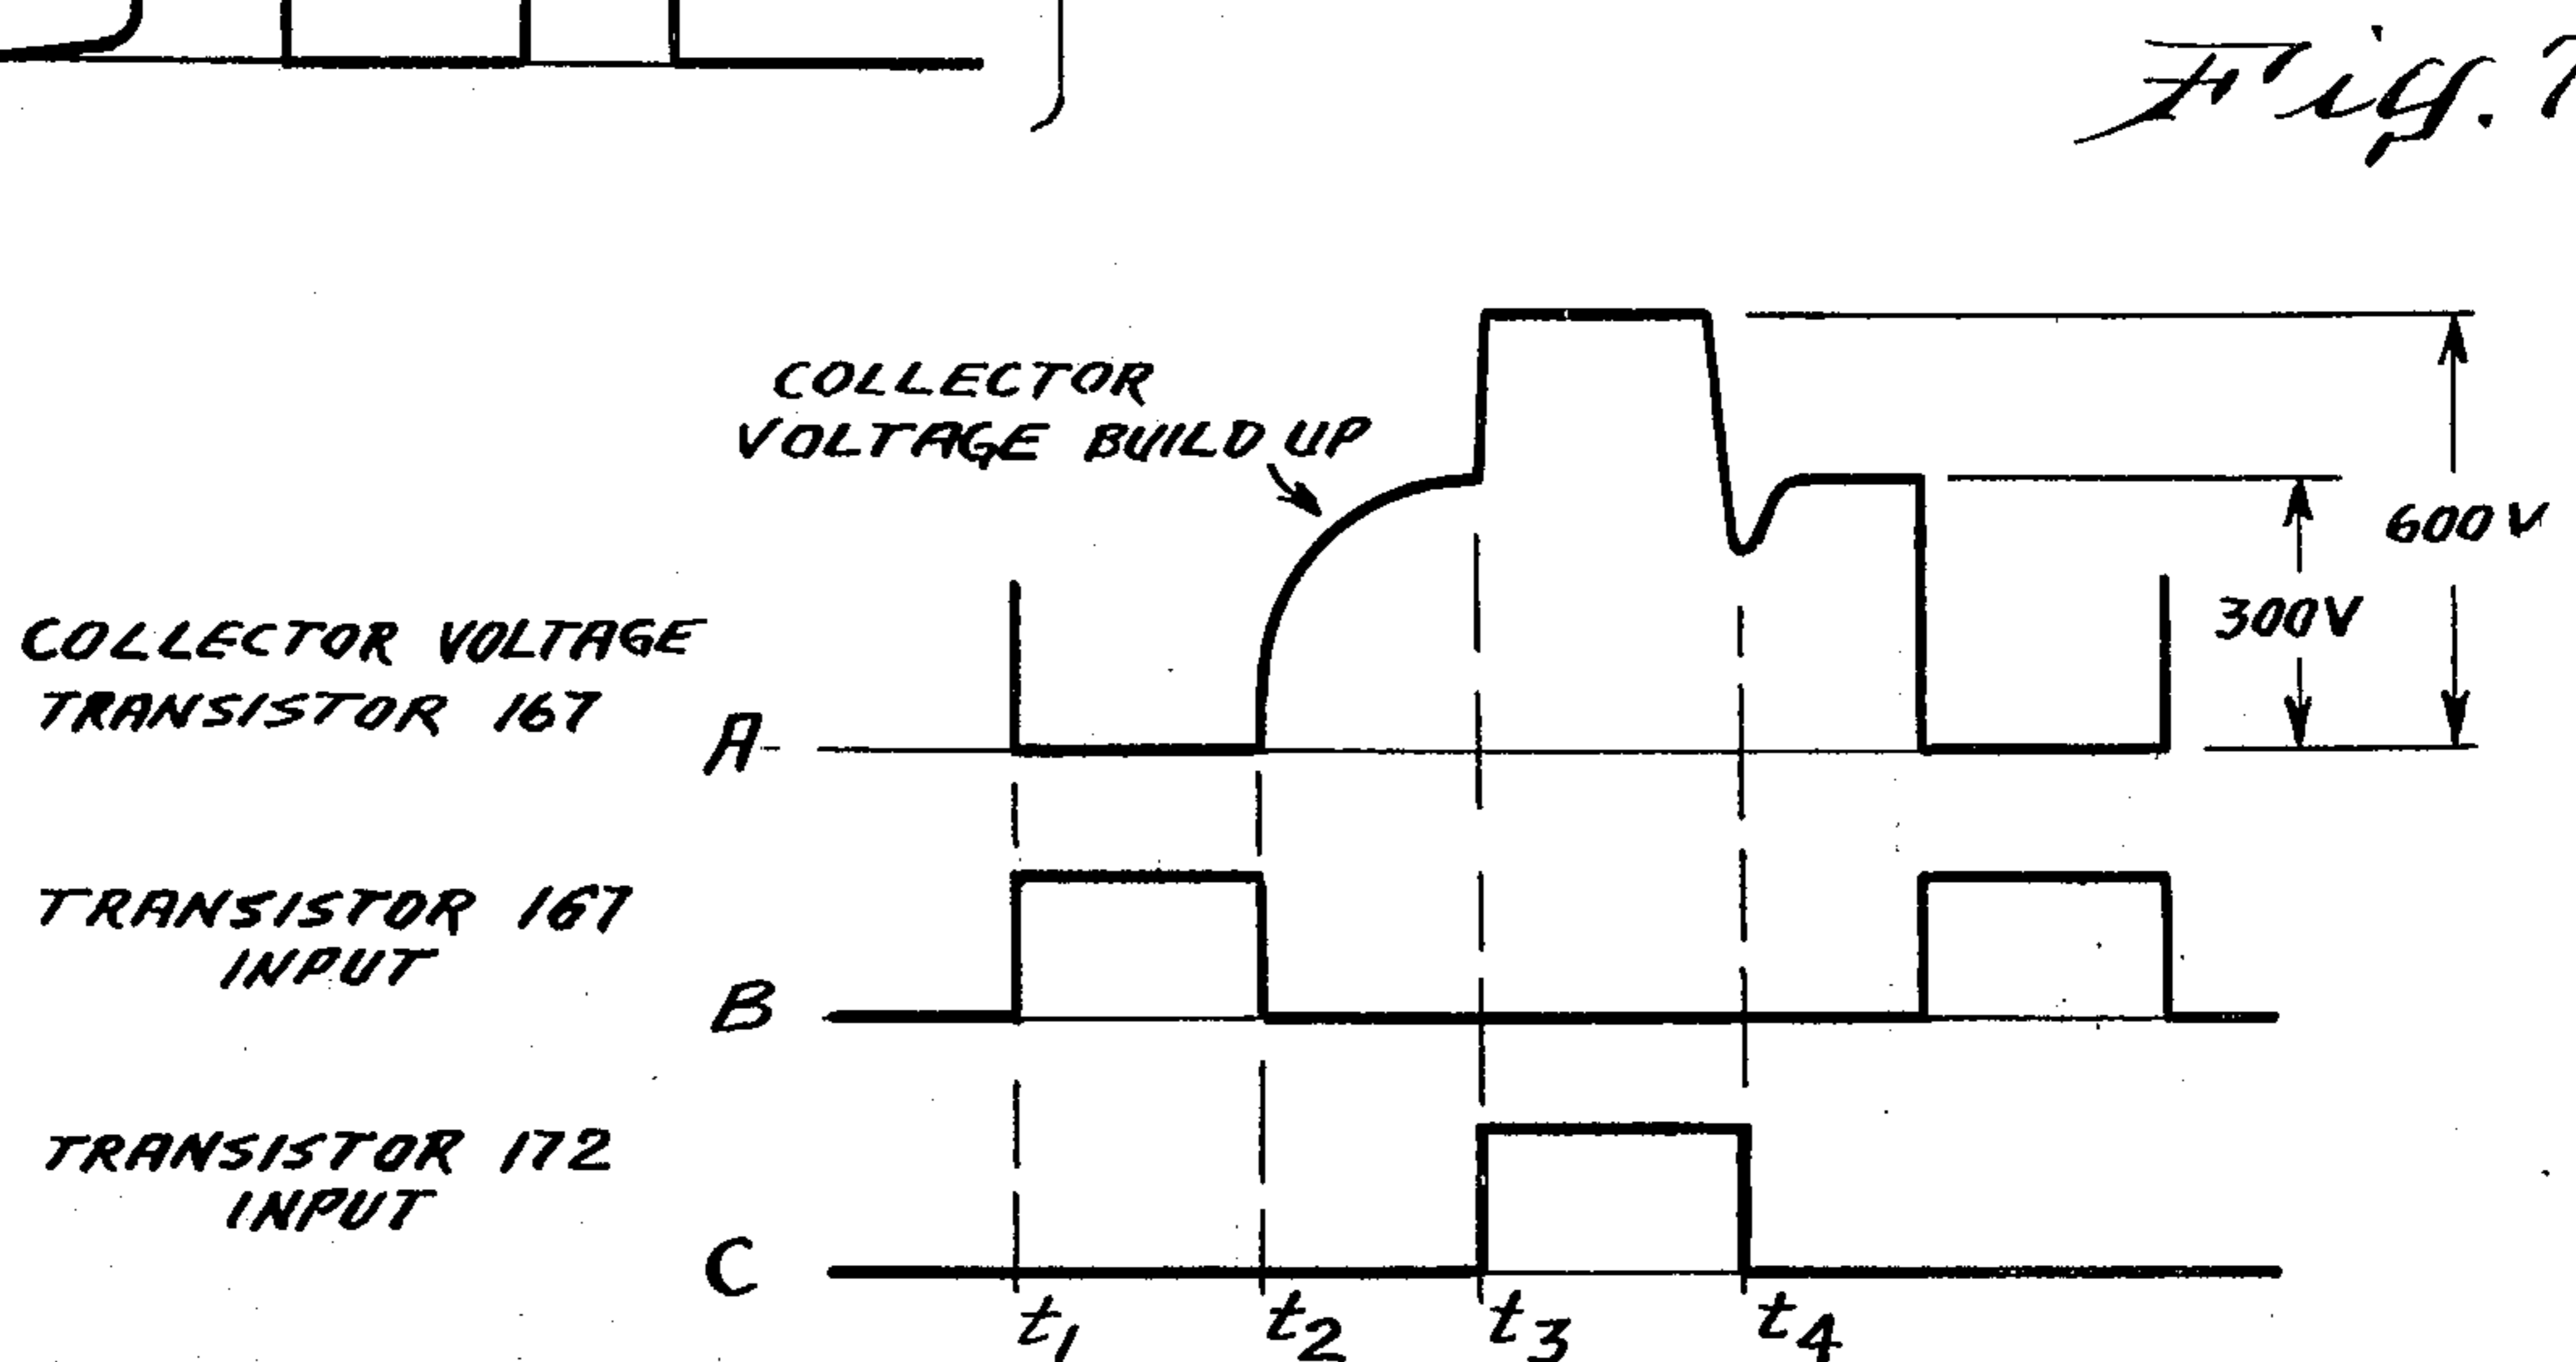 Fig. 7
COLLECTOR
VOLTAGE BUILD UP
600V
300V
COLLECTOR VOLTAGE
TRANSISTOR 167
A
TRANSISTOR 167
INPUT
B
TRANSISTOR 172
INPUT
C
t1 t2 t3 t4